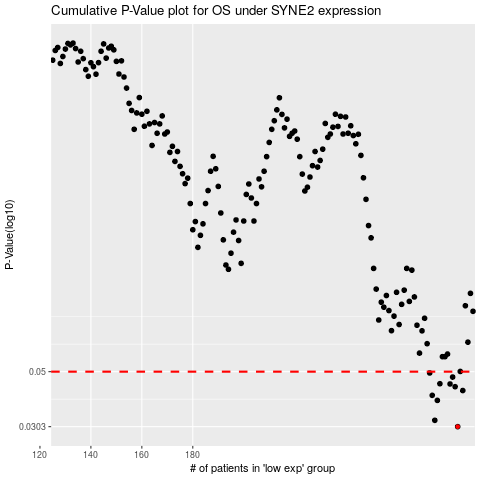 Cumulative P-Value plot for OS under SYNE2 expression
P-Value(log10)
0.05
0.0303
120 140 160 180
# of patients in 'low exp' group